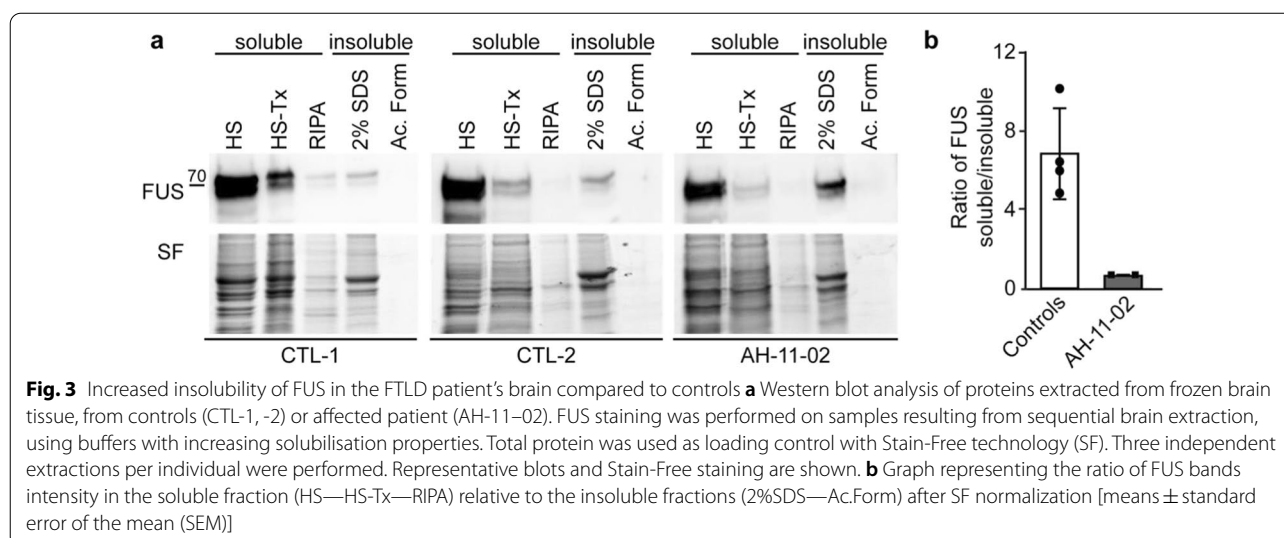 a
soluble insoluble soluble insoluble soluble insoluble
HS HS-Tx RIPA 2% SDS Ac. Form HS HS-Tx RIPA 2% SDS Ac. Form HS HS-Tx RIPA 2% SDS Ac. Form
70
FUS
SF
CTL-1 CTL-2 AH-11-02
b
Ratio of FUS
soluble/insoluble
12
8
4
0
Controls
AH-11-02
Fig. 3 Increased insolubility of FUS in the FTLD patient's brain compared to controls a Western blot analysis of proteins extracted from frozen brain
tissue, from controls (CTL-1, -2) or affected patient (AH-11–02). FUS staining was performed on samples resulting from sequential brain extraction,
using buffers with increasing solubilisation properties. Total protein was used as loading control with Stain-Free technology (SF). Three independent
extractions per individual were performed. Representative blots and Stain-Free staining are shown. b Graph representing the ratio of FUS bands
intensity in the soluble fraction (HS—HS-Tx—RIPA) relative to the insoluble fractions (2%SDS—Ac.Form) after SF normalization [means ± standard
error of the mean (SEM)]